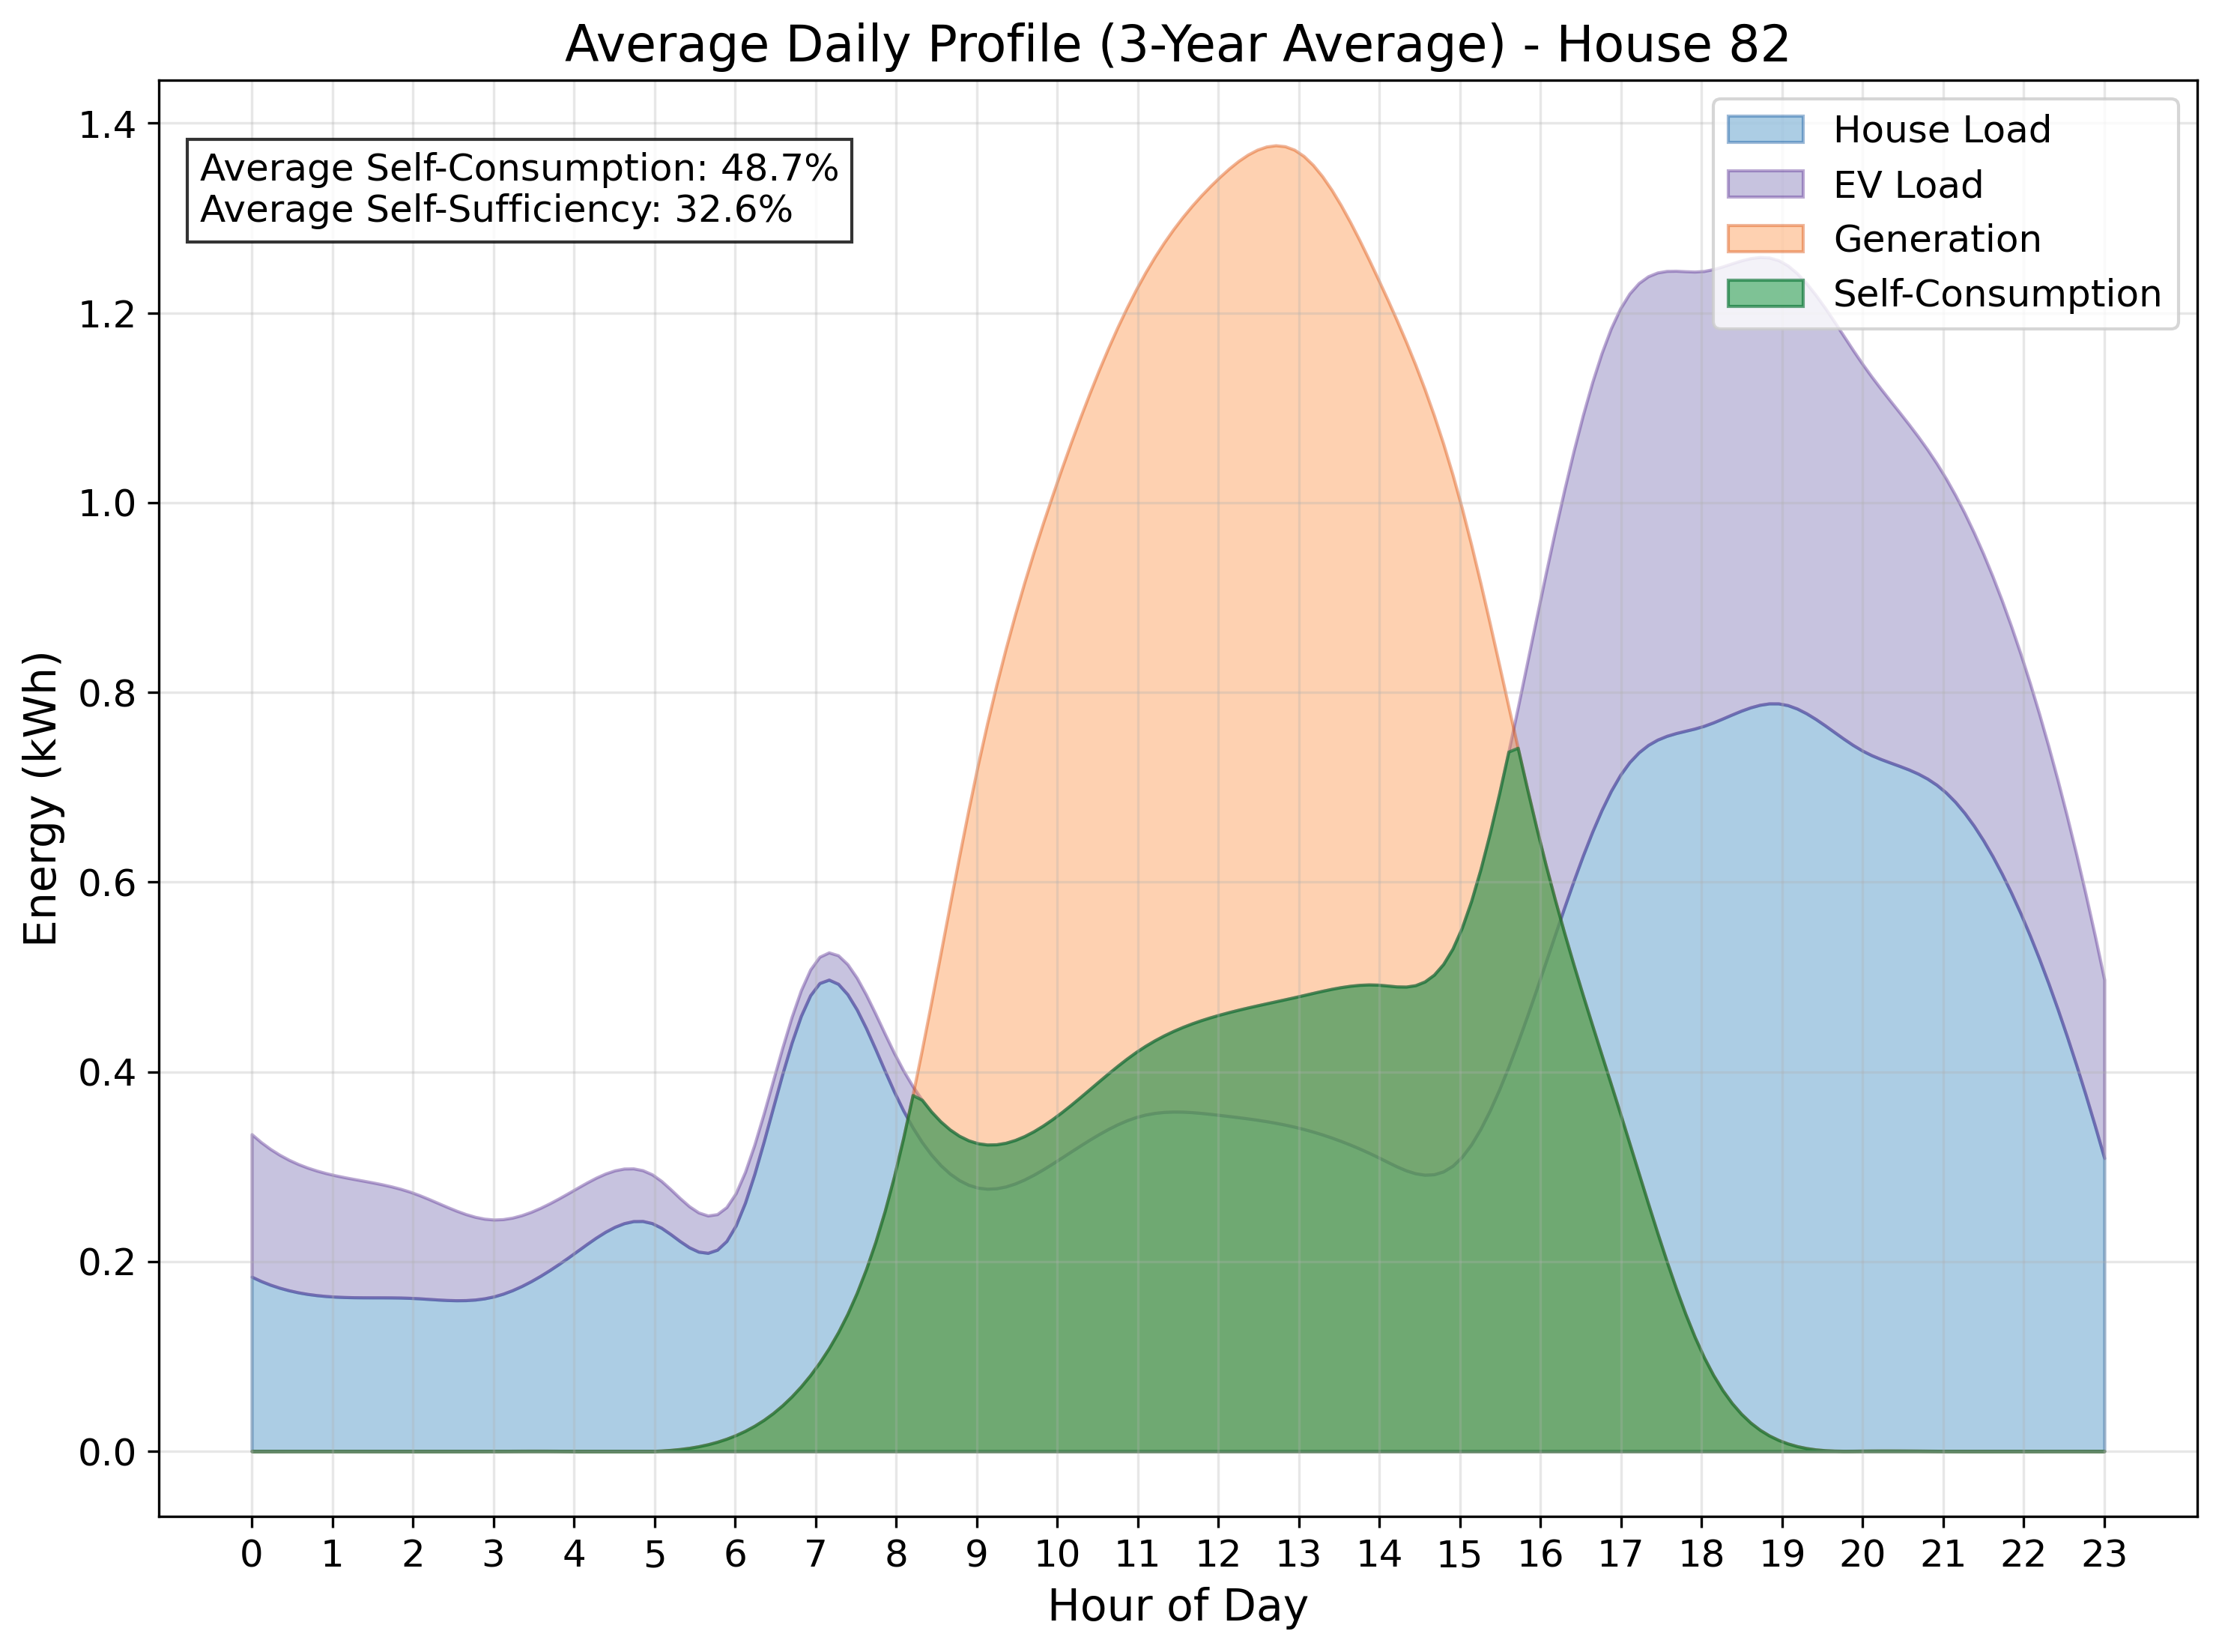 Average Daily Profile (3-Year Average) - House 82
Average Self-Consumption: 48.7%
Average Self-Sufficiency: 32.6%
House Load
EV Load
Generation
Self-Consumption
Energy (kWh)
1.4
1.2
1.0
0.8
0.6
0.4
0.2
0.0
0 1 2 3 4 5 6 7 8 9 10 11 12 13 14 15 16 17 18 19 20 21 22 23
Hour of Day